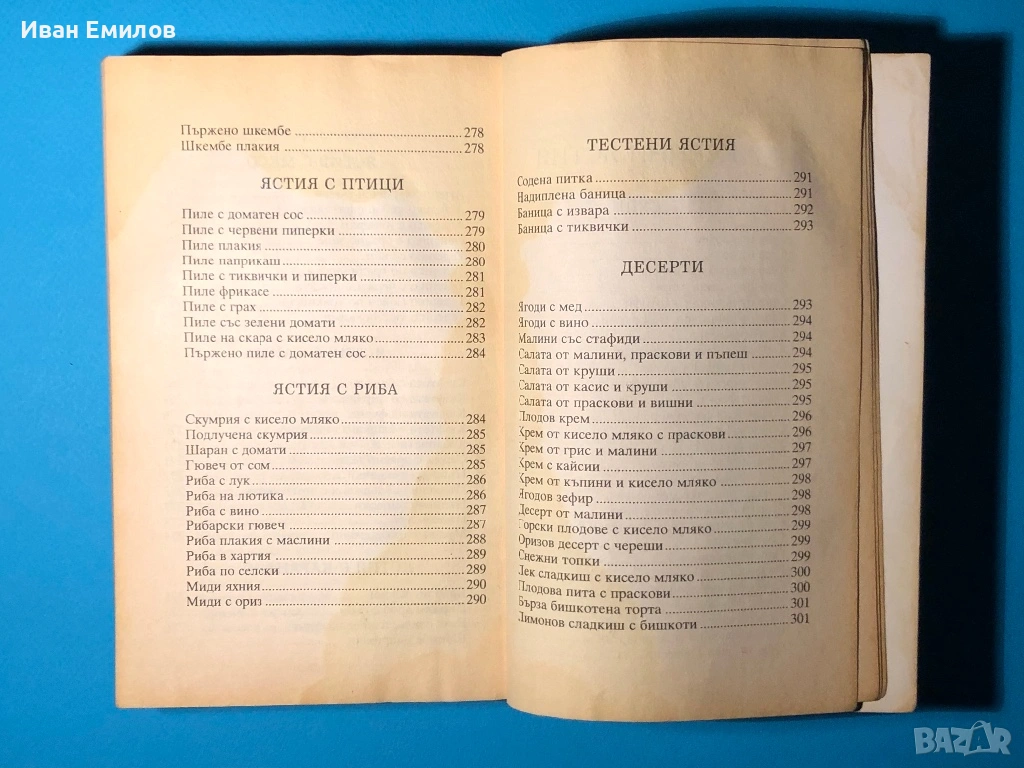 Иван Емилов
Пържено шкембе ........ 278
Шкембе плакия ........ 278
ЯСТИЯ С ПТИЦИ
Пиле с доматен сос ........ 279
Пиле с червени пиперки ........ 279
Пиле плакия ........ 280
Пиле паприкаш ........ 280
Пиле с тиквички и пиперки ........ 281
Пиле фрикасе ........ 281
Пиле с грах ........ 282
Пиле със зелени домати ........ 282
Пиле на скара с кисело мляко ........ 283
Пържено пиле с доматен сос ........ 284
ЯСТИЯ С РИБА
Скумрия с кисело мляко ........ 284
Подлучена скумрия ........ 285
Шаран с домати ........ 285
Гювеч от сом ........ 285
Риба с лук ........ 286
Риба на лютика ........ 286
Риба с вино ........ 287
Рибарски гювеч ........ 287
Риба плакия с маслини ........ 288
Риба в хартия ........ 289
Риба по селски ........ 289
Миди яхния ........ 290
Миди с ориз ........ 290
ТЕСТЕНИ ЯСТИЯ
Содена питка ........ 291
Надиплена баница ........ 291
Баница с извара ........ 292
Баница с тиквички ........ 293
ДЕСЕРТИ
Ягоди с мед ........ 293
Ягоди с вино ........ 294
Малини със стафиди ........ 294
Салата от малини, праскови и пъпеш ........ 294
Салата от круши ........ 295
Салата от касис и круши ........ 295
Салата от праскови и вишни ........ 295
Плодов крем ........ 296
Крем от кисело мляко с праскови ........ 296
Крем от грис и малини ........ 297
Крем с кайсии ........ 297
Крем от къпини и кисело мляко ........ 298
Ягодов зефир ........ 298
Десерт от малини ........ 298
Горски плодове с кисело мляко ........ 299
Оризов десерт с череши ........ 299
Снежни топки ........ 299
Лек сладкиш с кисело мляко ........ 300
Плодова пита с праскови ........ 300
Бърза бишкотена торта ........ 301
Лимонов сладкиш с бишкоти ........ 301
BAZAR